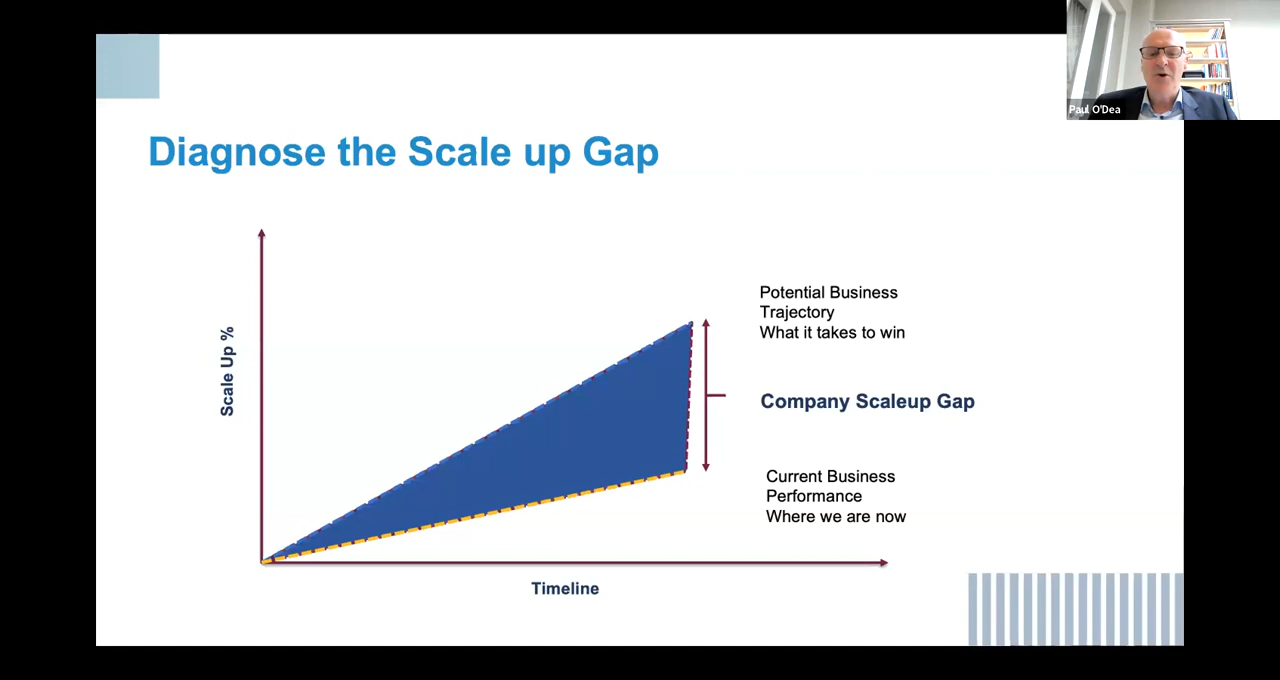 Paul O'Dea
Diagnose the Scale up Gap
Scale Up %
Potential Business
Trajectory
What it takes to win
Company Scaleup Gap
Current Business
Performance
Where we are now
Timeline